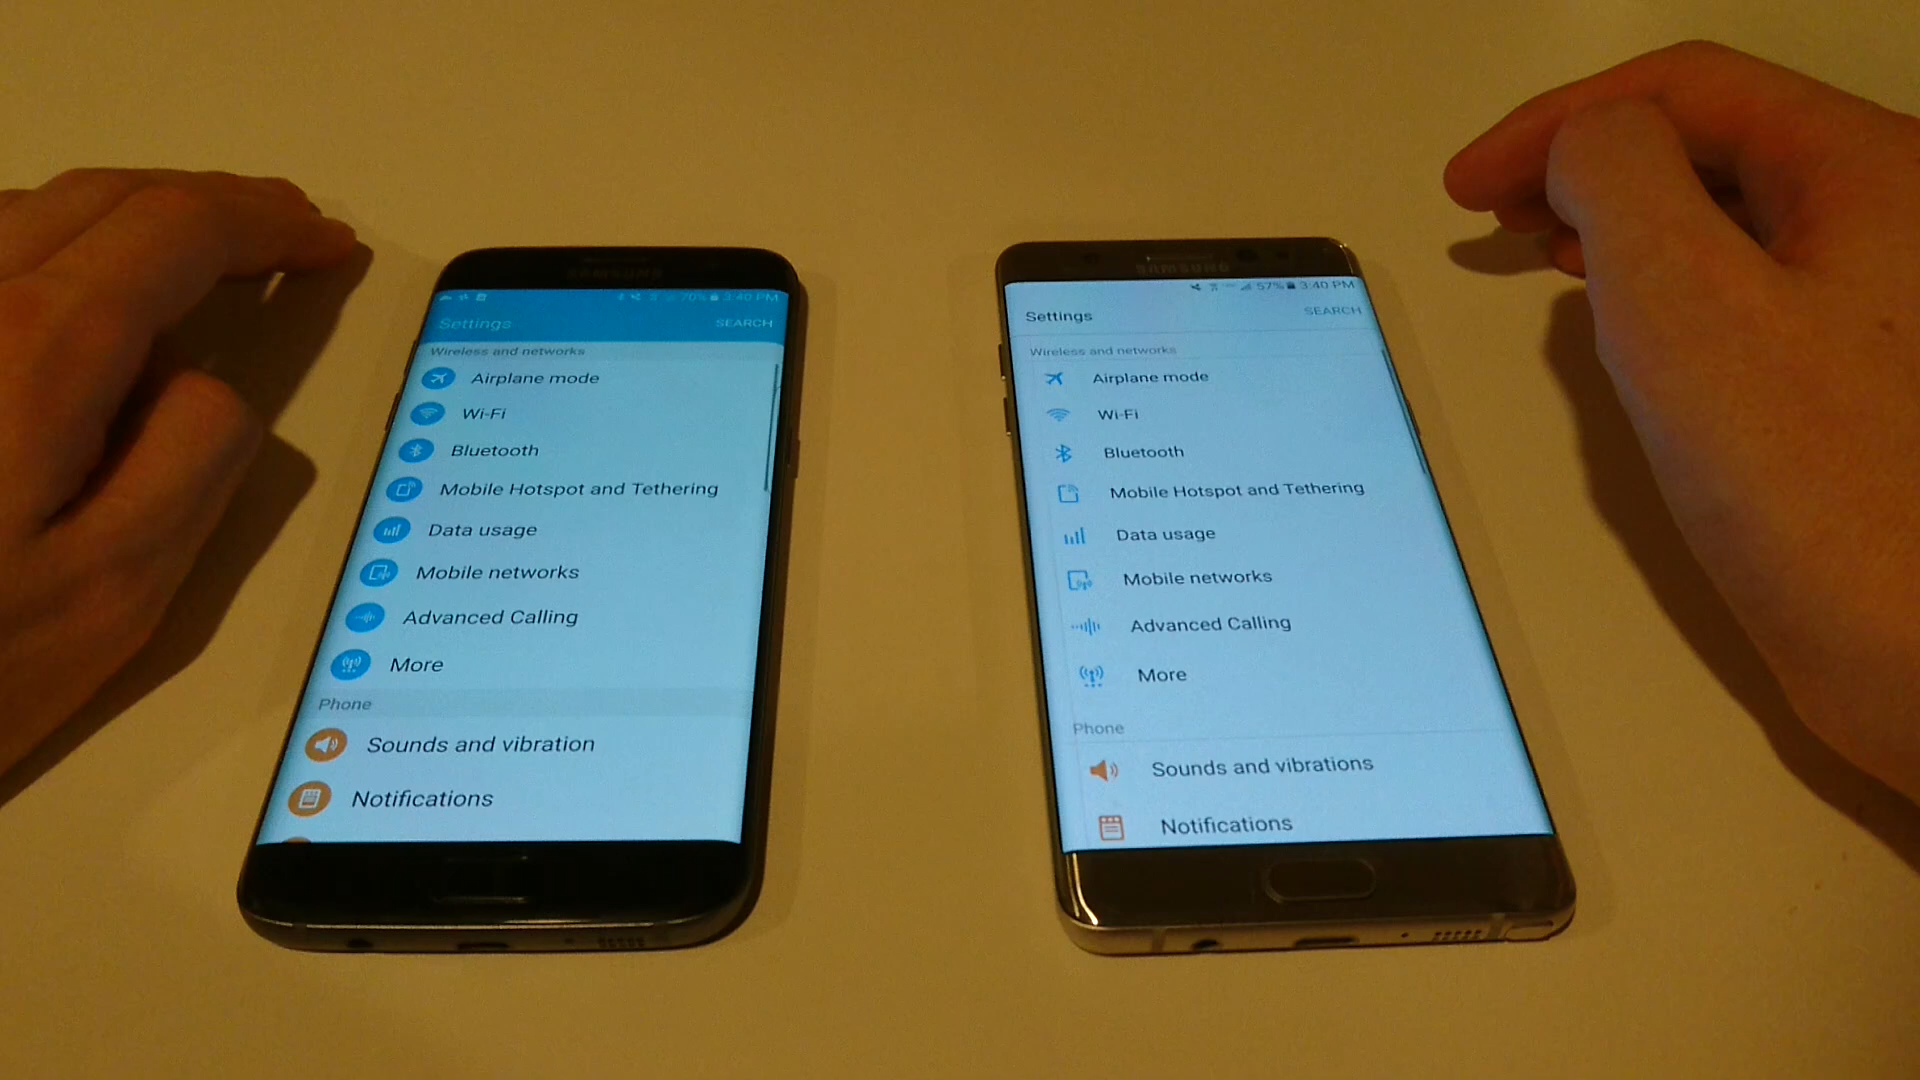 SAMSUNG
70% 3:40 PM
Settings SEARCH
Wireless and networks
Airplane mode
Wi-Fi
Bluetooth
Mobile Hotspot and Tethering
Data usage
Mobile networks
Advanced Calling
More
Phone
Sounds and vibration
Notifications
SAMSUNG
57% 3:40 PM
Settings SEARCH
Wireless and networks
Airplane mode
Wi-Fi
Bluetooth
Mobile Hotspot and Tethering
Data usage
Mobile networks
Advanced Calling
More
Phone
Sounds and vibrations
Notifications